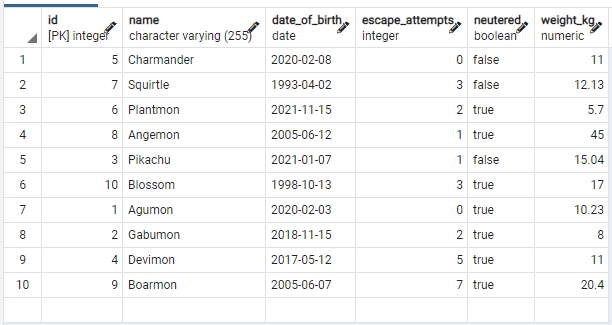 id name date_of_birth escape_attempts neutered weight_kg
[PK] integer character varying (255) date integer boolean numeric
1 5 Charmander 2020-02-08 0 false 11
2 7 Squirtle 1993-04-02 3 false 12.13
3 6 Plantmon 2021-11-15 2 true 5.7
4 8 Angemon 2005-06-12 1 true 45
5 3 Pikachu 2021-01-07 1 false 15.04
6 10 Blossom 1998-10-13 3 true 17
7 1 Agumon 2020-02-03 0 true 10.23
8 2 Gabumon 2018-11-15 2 true 8
9 4 Devimon 2017-05-12 5 true 11
10 9 Boarmon 2005-06-07 7 true 20.4